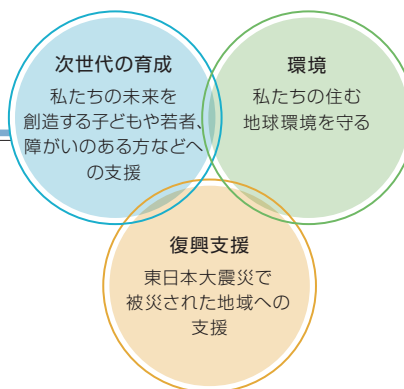 次世代の育成
私たちの未来を
創造する子どもや若者、
障がいのある方などへ
の支援
環境
私たちの住む
地球環境を守る
復興支援
東日本大震災で
被災された地域への
支援